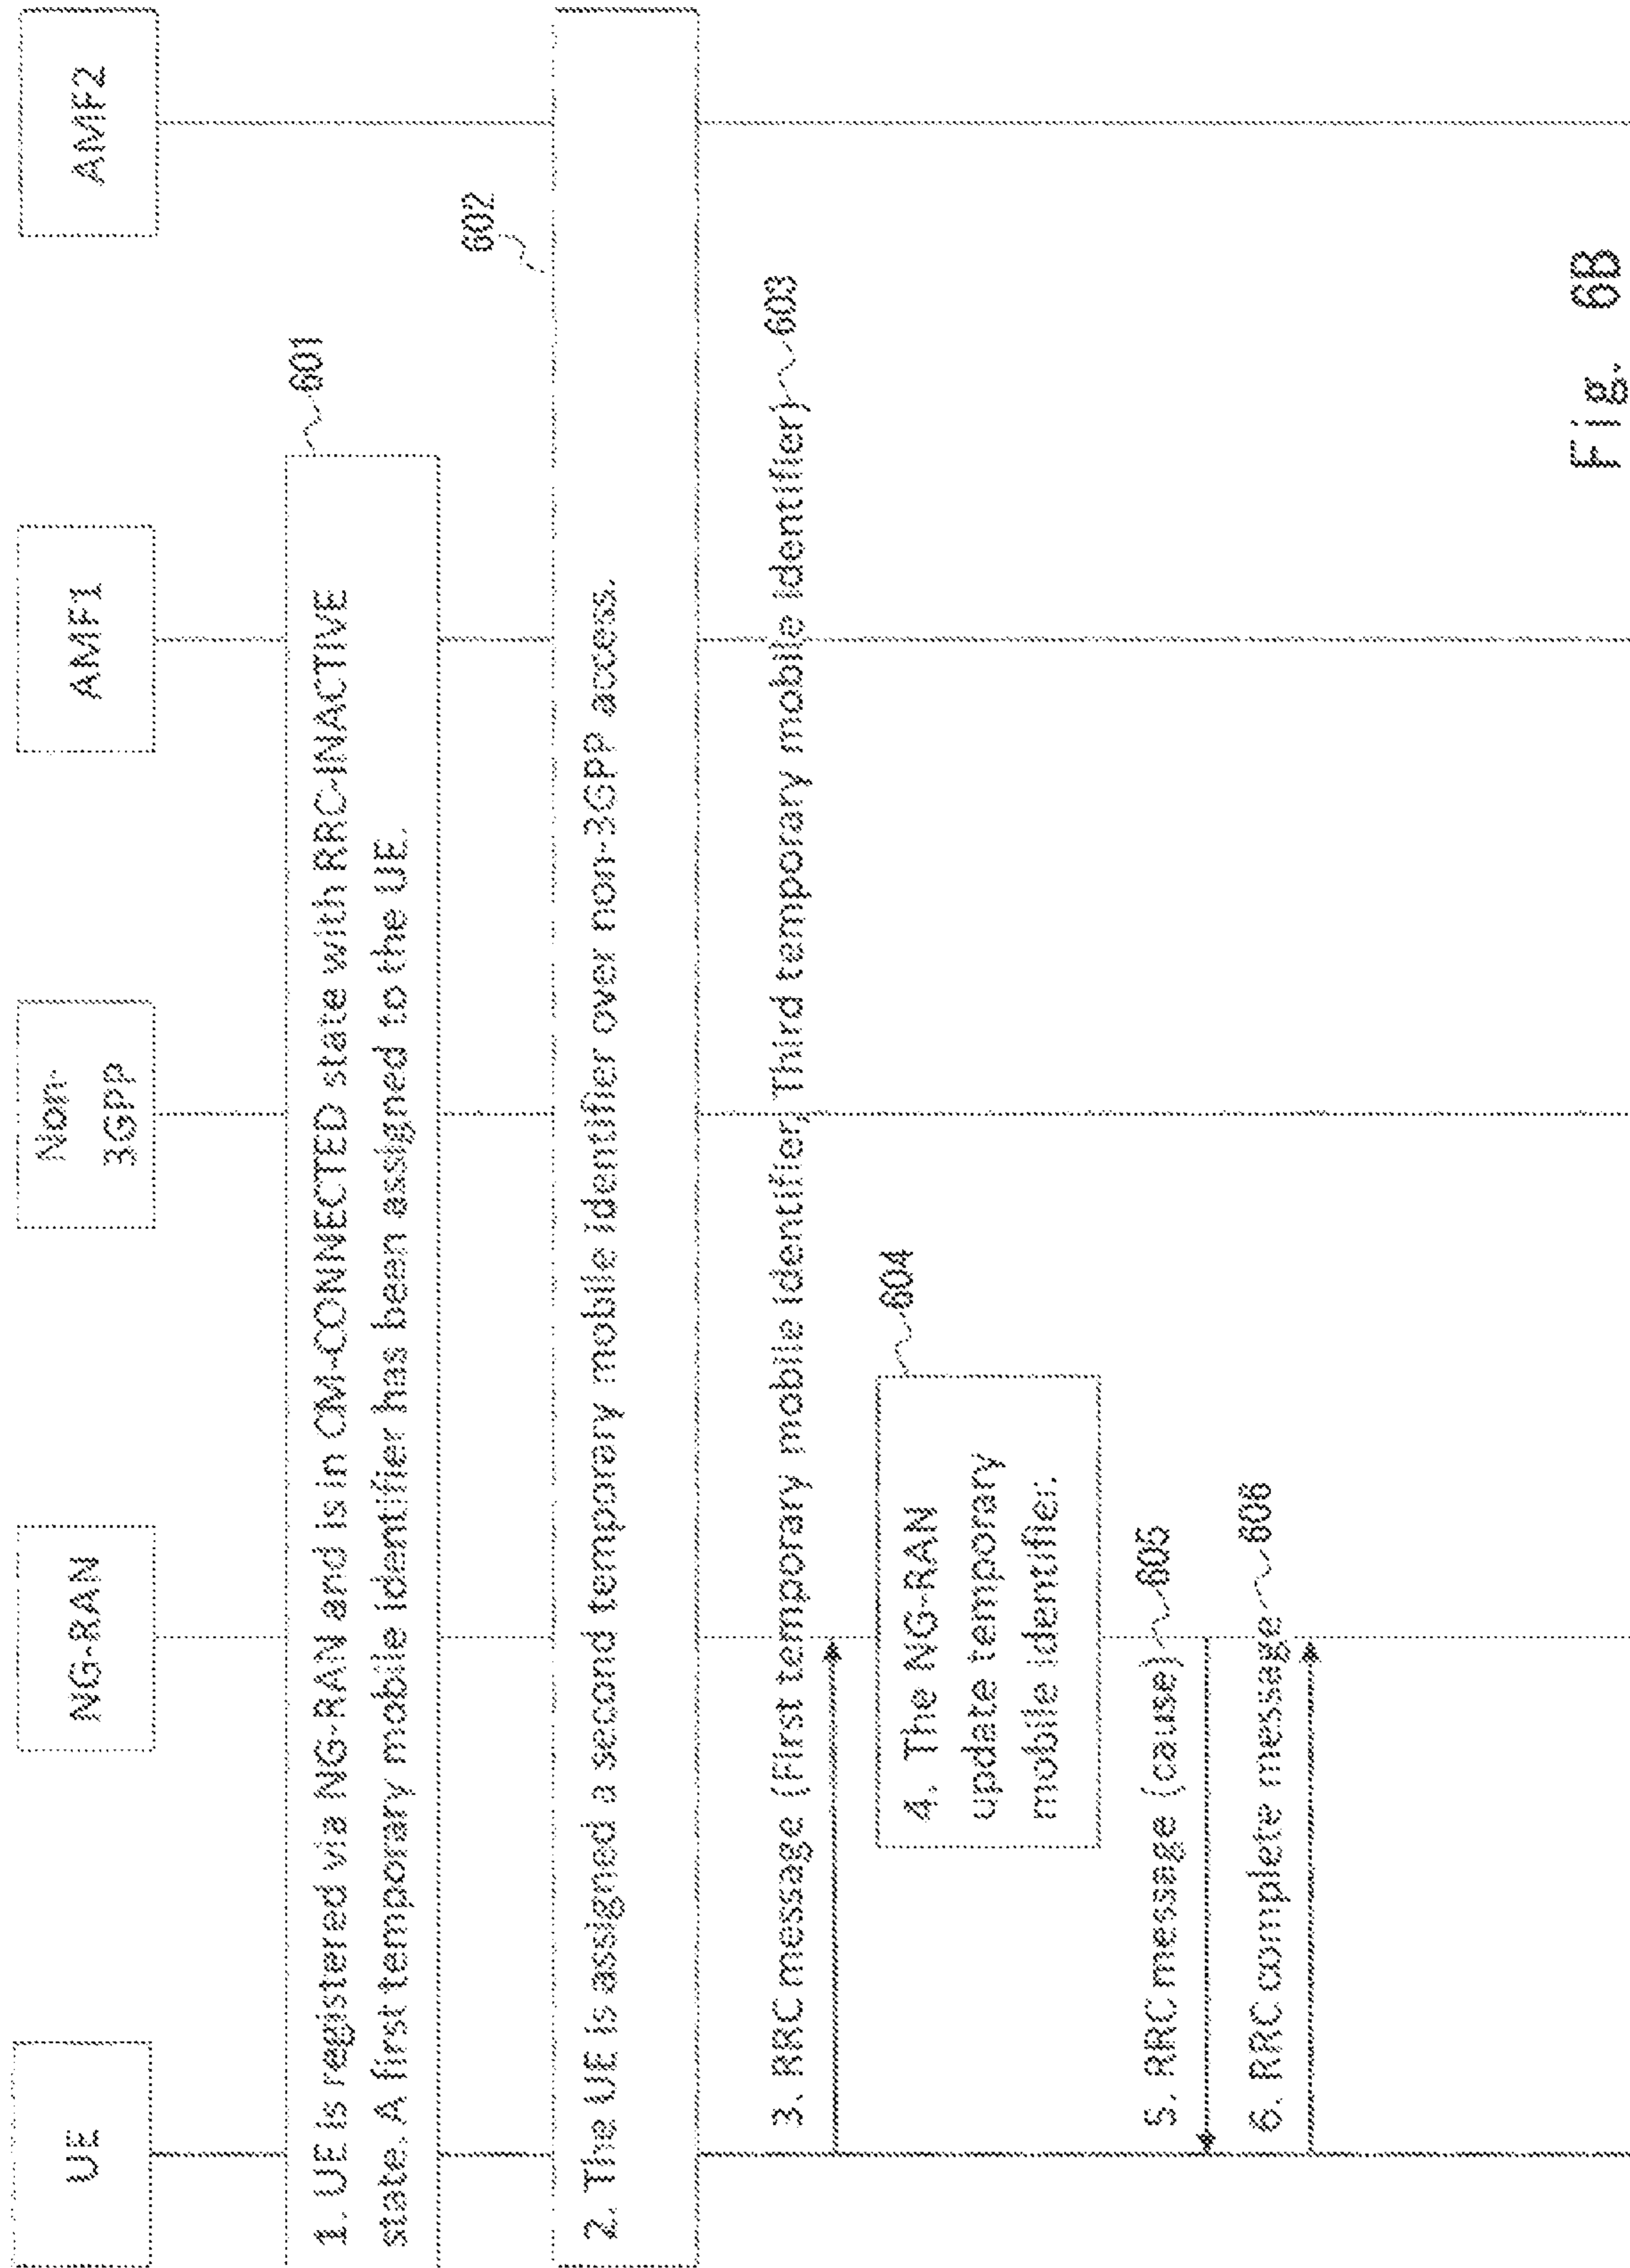 UE
NG-RAN
Non-
3GPP
AMF1
AMF2
1. UE is registered via NG-RAN and is in CM-CONNECTED state with RRC-INACTIVE
state. A first temporary mobile identifier has been assigned to the UE.
601
602
2. The UE is assigned a second temporary mobile identifier over non-3GPP access.
3. RRC message (First temporary mobile identifier, Third temporary mobile identifier)
603
604
4. The NG-RAN
update temporary
mobile identifier.
5. RRC message (cause)
605
6. RRC complete message
606
Fig. 6B